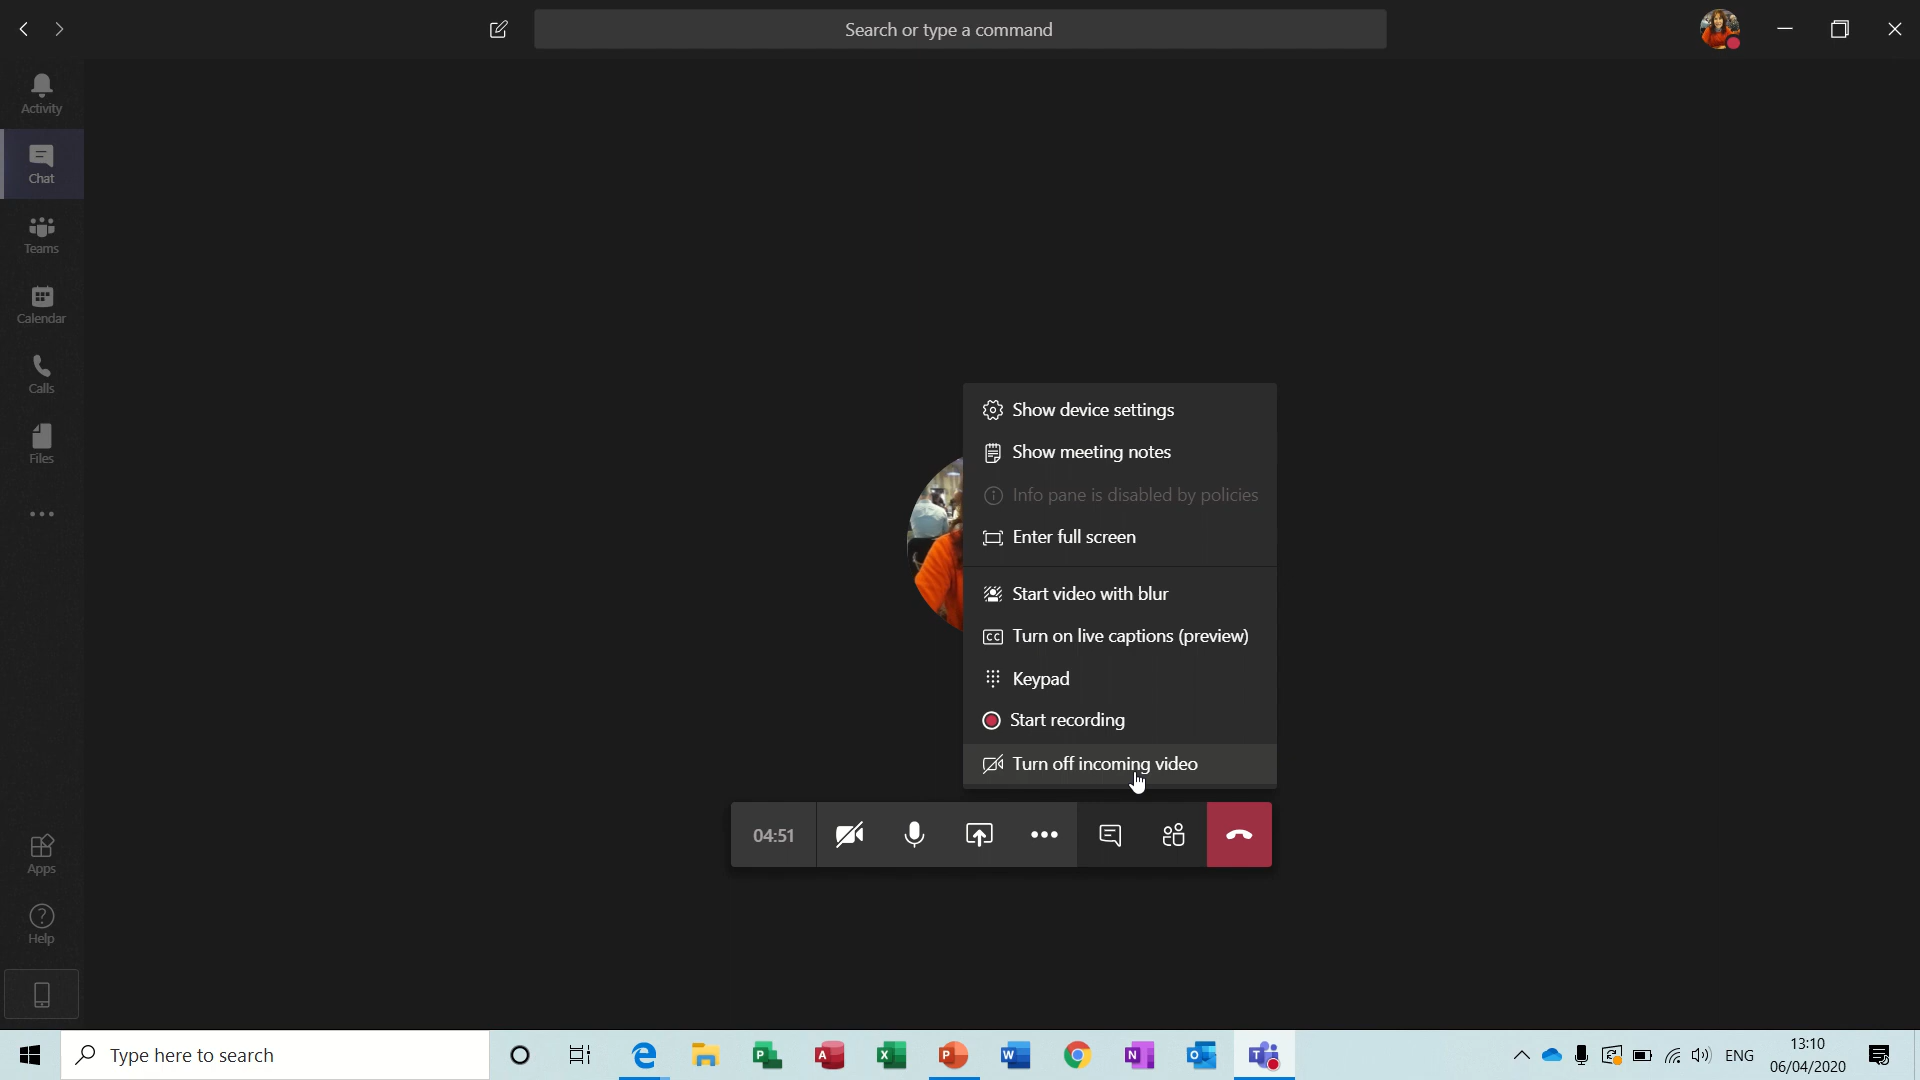 Search or type a command
Activity
Chat
Teams
Calendar
Calls
Files
Apps
Help
Show device settings
Show meeting notes
Info pane is disabled by policies
Enter full screen
Start video with blur
CC Turn on live captions (preview)
Keypad
Start recording
Turn off incoming video
04:51
Type here to search
ENG
13:10
06/04/2020